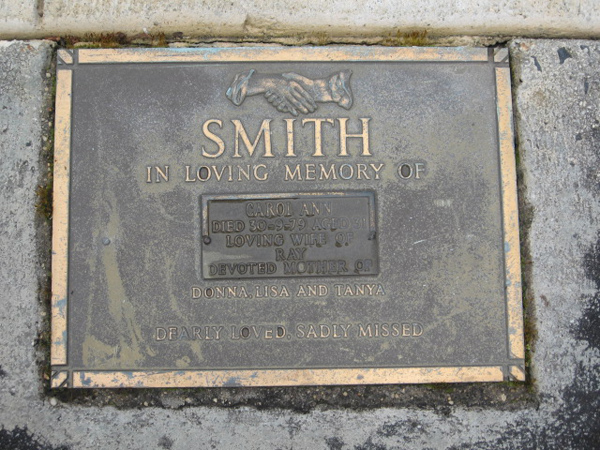 SMITH
IN LOVING MEMORY OF
CAROL ANN
DIED
LOVING WIFE OF
RAY
DEVOTED MOTHER OF
DONNA, LISA AND TANYA
DEARLY LOVED, SADLY MISSED